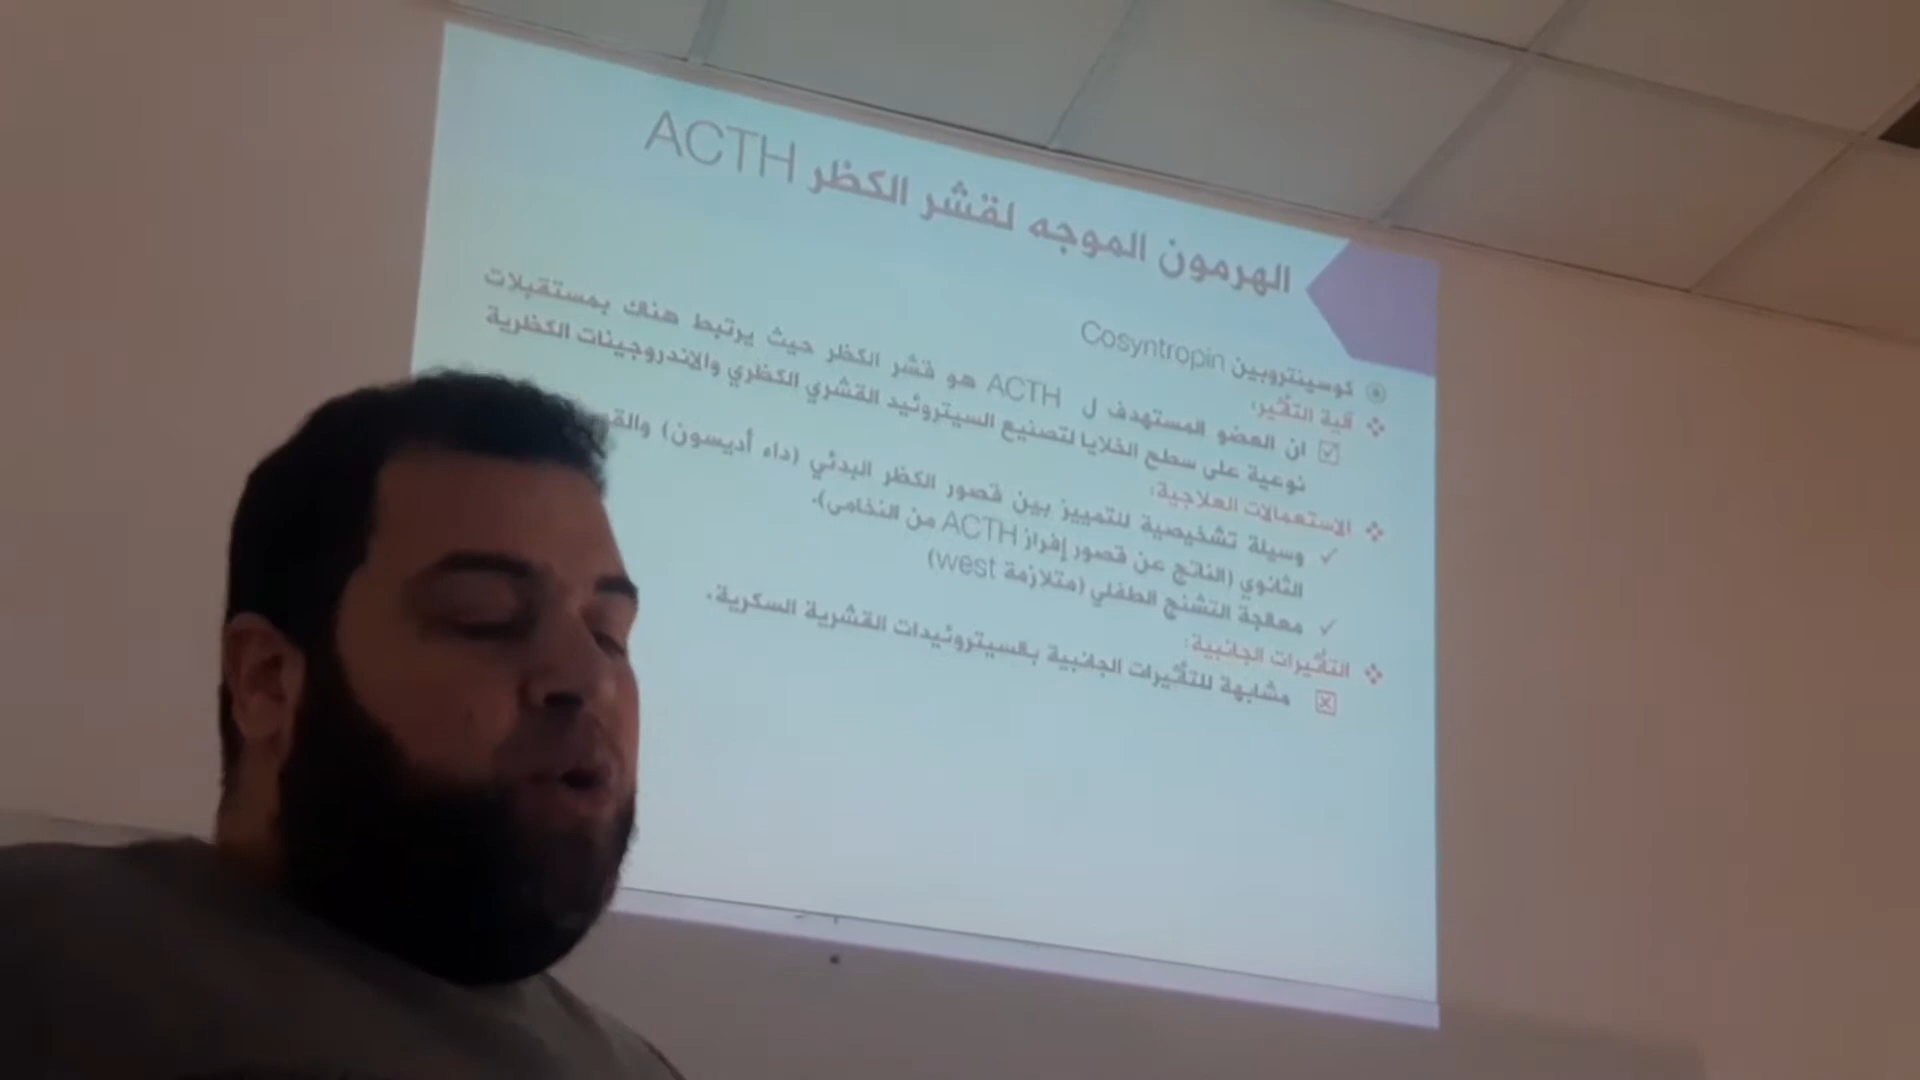 الهرمون الموجه لقشر الكظر ACTH
كوسينتروبين Cosyntropin
آلية التأثير:
ان العضو المستهدف ل ACTH هو قشر الكظر حيث يرتبط هناك بمستقبلات
نوعية على سطح الخلايا لتصنيع السيتروئيد القشري الكظري والاندروجينات الكظرية
الاستعمالات العلاجية:
وسيلة تشخيصية للتمييز بين قصور الكظر البدئي (داء أديسون)
الثانوي (الناتج عن قصور إفراز ACTH من النخامى).
معالجة التشنج الطفلي (متلازمة west)
التأثيرات الجانبية:
مشابهة للتأثيرات الجانبية بالسيتروئيدات القشرية السكرية.